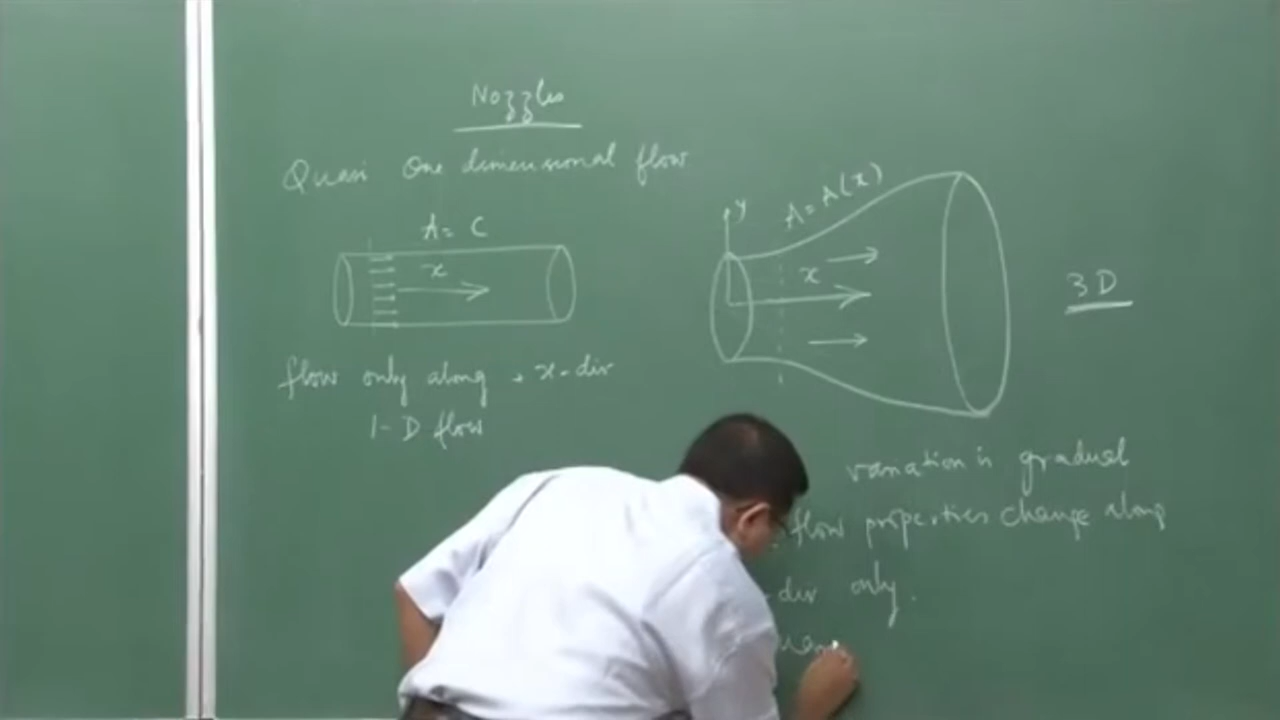 Nozzles
Quasi One dimensional flow
A = C
x
flow only along x-dir
1-D flow
y
A = A(x)
x
3D
variation is gradual
flow properties change along
-dir only.